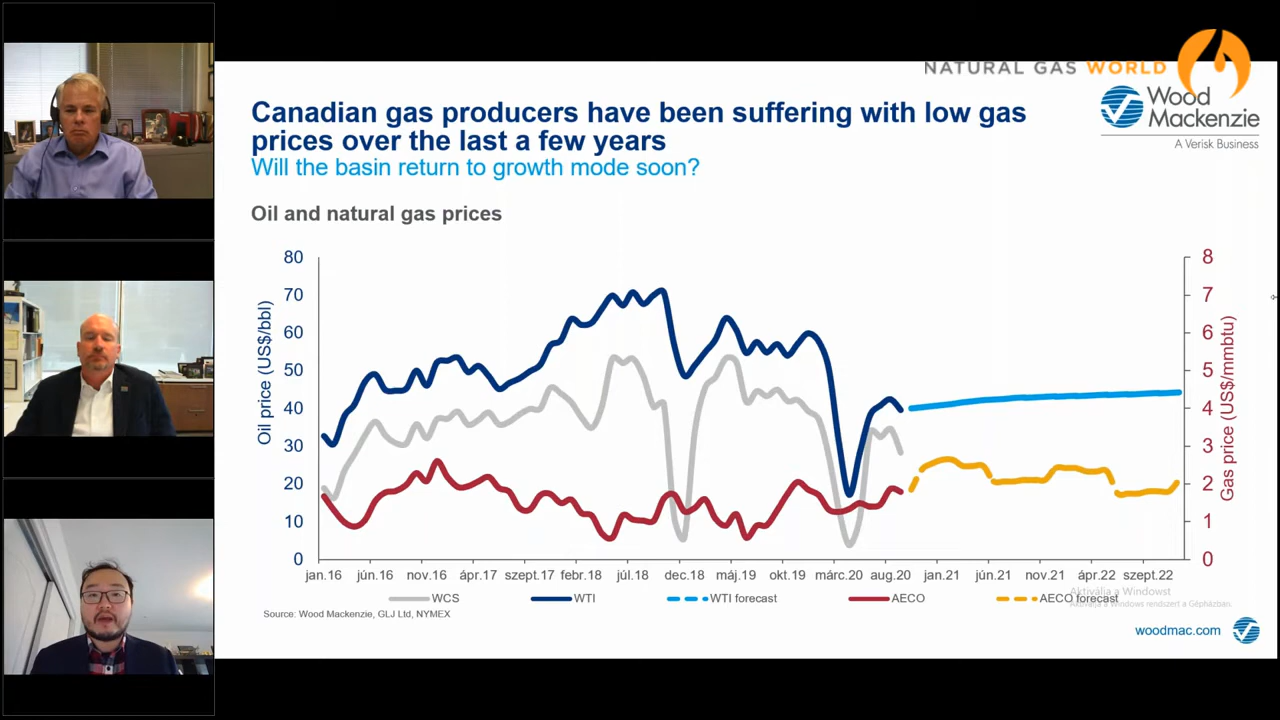 NATURAL GAS WORLD
Wood
Mackenzie
A Verisk Business
Canadian gas producers have been suffering with low gas
prices over the last a few years
Will the basin return to growth mode soon?
Oil and natural gas prices
Oil price (US$/bbl)
80
70
60
50
40
30
20
10
0
8
7
6
5
4
3
2
1
0
Gas price (US$/mmbtu)
jan.16 jún.16 nov.16 ápr.17 szept.17 febr.18 júl.18 dec.18 máj.19 okt.19 márc.20 aug.20 jan.21 jún.21 nov.21 ápr.22 szept.22
WCS WTI WTI forecast AECO AECO forecast
Aktiválja a Windowst
Aktiválja a Windows rendszert a Gépházban.
Source: Wood Mackenzie, GLJ Ltd, NYMEX
woodmac.com